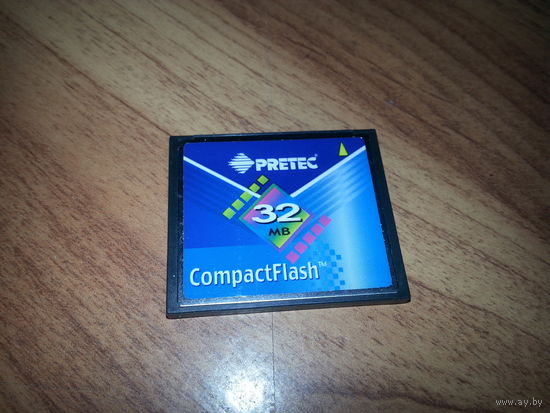 PRETEC
32
MB
CompactFlash™
www.ay.by